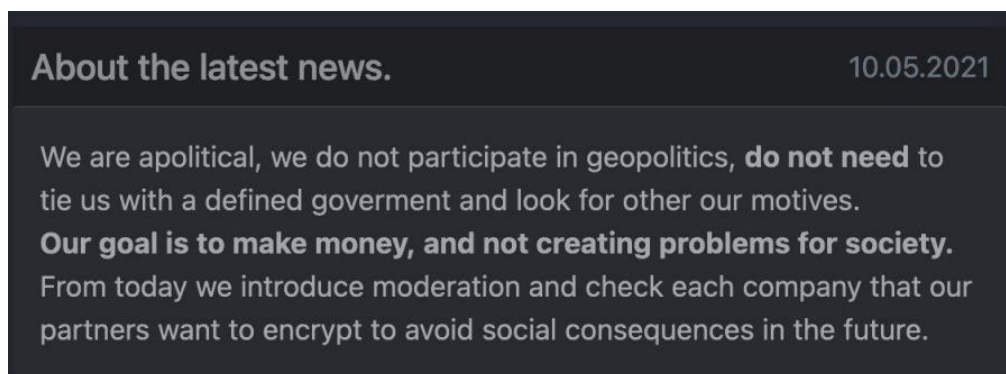 About the latest news.
10.05.2021
We are apolitical, we do not participate in geopolitics, do not need to
tie us with a defined goverment and look for other our motives.
Our goal is to make money, and not creating problems for society.
From today we introduce moderation and check each company that our
partners want to encrypt to avoid social consequences in the future.